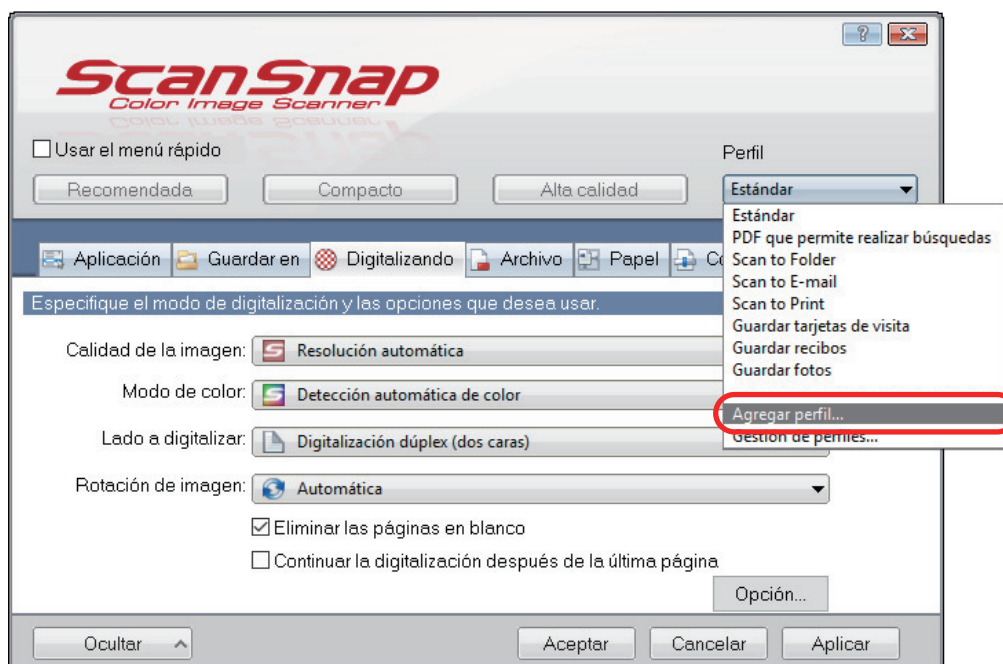 ScanSnap
Color Image Scanner
Usar el menú rápido
Perfil
Recomendada
Compacto
Alta calidad
Estándar
Estándar
PDF que permite realizar búsquedas
Scan to Folder
Scan to E-mail
Scan to Print
Guardar tarjetas de visita
Guardar recibos
Guardar fotos
Agregar perfil...
Gestión de perfiles...
Aplicación
Guardar en
Digitalizando
Archivo
Papel
Especifique el modo de digitalización y las opciones que desea usar.
Calidad de la imagen: Resolución automática
Modo de color: Detección automática de color
Lado a digitalizar: Digitalización dúplex (dos caras)
Rotación de imagen: Automática
Eliminar las páginas en blanco
Continuar la digitalización después de la última página
Opción...
Ocultar
Aceptar
Cancelar
Aplicar